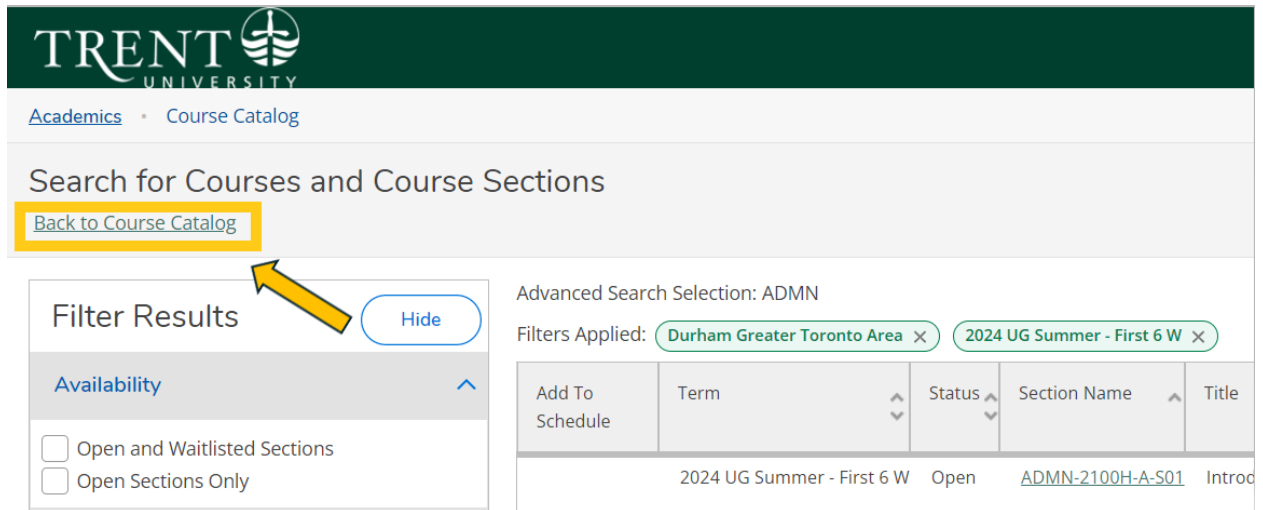 TRENT
UNIVERSITY
Academics • Course Catalog
Search for Courses and Course Sections
Back to Course Catalog
Filter Results
Hide
Availability
Open and Waitlisted Sections
Open Sections Only
Advanced Search Selection: ADMN
Filters Applied: Durham Greater Toronto Area × 2024 UG Summer - First 6 W ×
Add To Schedule Term Status Section Name Title
2024 UG Summer - First 6 W Open ADMN-2100H-A-S01 Introd